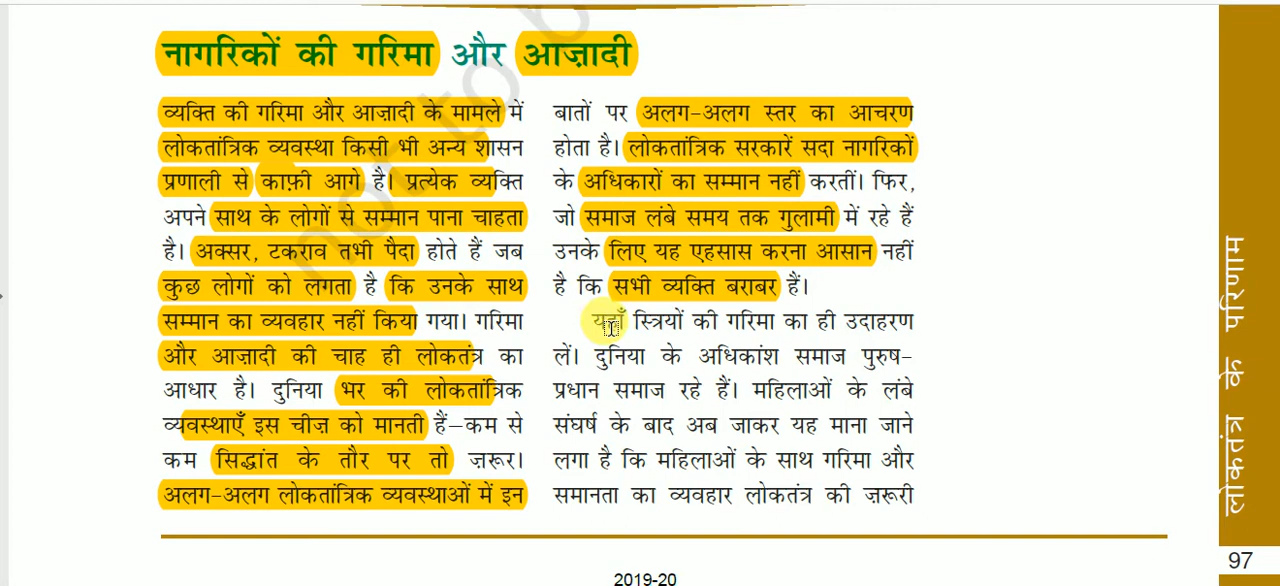 नागरिकों की गरिमा और आज़ादी
व्यक्ति की गरिमा और आज़ादी के मामले में
लोकतांत्रिक व्यवस्था किसी भी अन्य शासन
प्रणाली से काफ़ी आगे है। प्रत्येक व्यक्ति
अपने साथ के लोगों से सम्मान पाना चाहता
है। अक्सर, टकराव तभी पैदा होते हैं जब
कुछ लोगों को लगता है कि उनके साथ
सम्मान का व्यवहार नहीं किया गया। गरिमा
और आज़ादी की चाह ही लोकतंत्र का
आधार है। दुनिया भर की लोकतांत्रिक
व्यवस्थाएँ इस चीज़ को मानती हैं–कम से
कम सिद्धांत के तौर पर तो ज़रूर।
अलग-अलग लोकतांत्रिक व्यवस्थाओं में इन
बातों पर अलग-अलग स्तर का आचरण
होता है। लोकतांत्रिक सरकारें सदा नागरिकों
के अधिकारों का सम्मान नहीं करतीं। फिर,
जो समाज लंबे समय तक गुलामी में रहे हैं
उनके लिए यह एहसास करना आसान नहीं
है कि सभी व्यक्ति बराबर हैं।
यहाँ स्त्रियों की गरिमा का ही उदाहरण
लें। दुनिया के अधिकांश समाज पुरुष-
प्रधान समाज रहे हैं। महिलाओं के लंबे
संघर्ष के बाद अब जाकर यह माना जाने
लगा है कि महिलाओं के साथ गरिमा और
समानता का व्यवहार लोकतंत्र की ज़रूरी
लोकतंत्र के परिणाम
97
2019-20
not to b